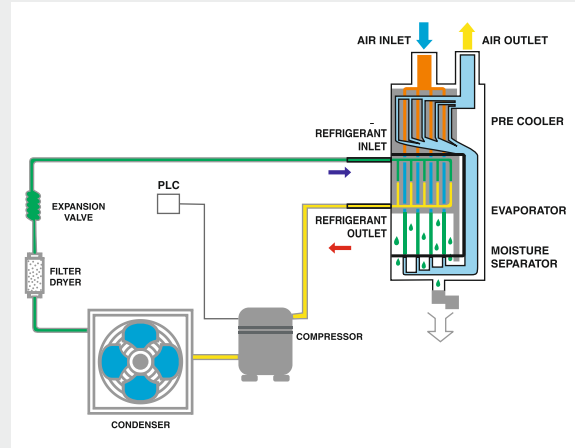 AIR INLET
AIR OUTLET
PRE COOLER
REFRIGERANT
INLET
PLC
EXPANSION
VALVE
REFRIGERANT
OUTLET
EVAPORATOR
MOISTURE
SEPARATOR
FILTER
DRYER
COMPRESSOR
CONDENSER